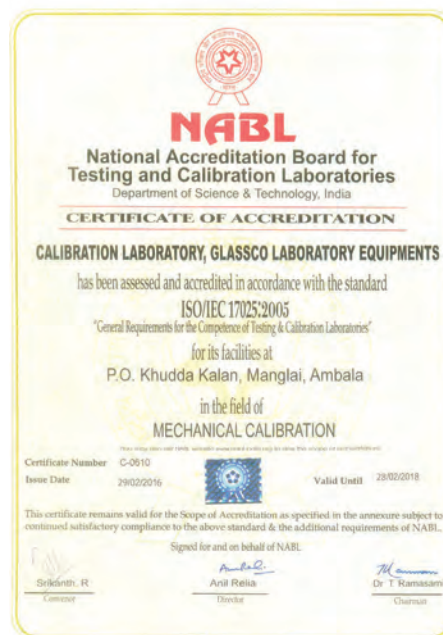 NABL
National Accreditation Board for
Testing and Calibration Laboratories
Department of Science & Technology, India
CERTIFICATE OF ACCREDITATION
CALIBRATION LABORATORY, GLASSCO LABORATORY EQUIPMENTS
has been assessed and accredited in accordance with the standard
ISO/IEC 17025:2005
"General Requirements for the Competence of Testing & Calibration Laboratories"
for its facilities at
P.O. Khudda Kalan, Manglai, Ambala
in the field of
MECHANICAL CALIBRATION
Certificate Number C-0610
Issue Date 29/02/2016
Valid Until 28/02/2018
This certificate remains valid for the Scope of Accreditation as specified in the annexure subject to
continued satisfactory compliance to the above standard & the additional requirements of NABL.
Signed for and on behalf of NABL
Srikanth. R
Convenor
Anil Relia
Director
Dr T Ramasami
Chairman